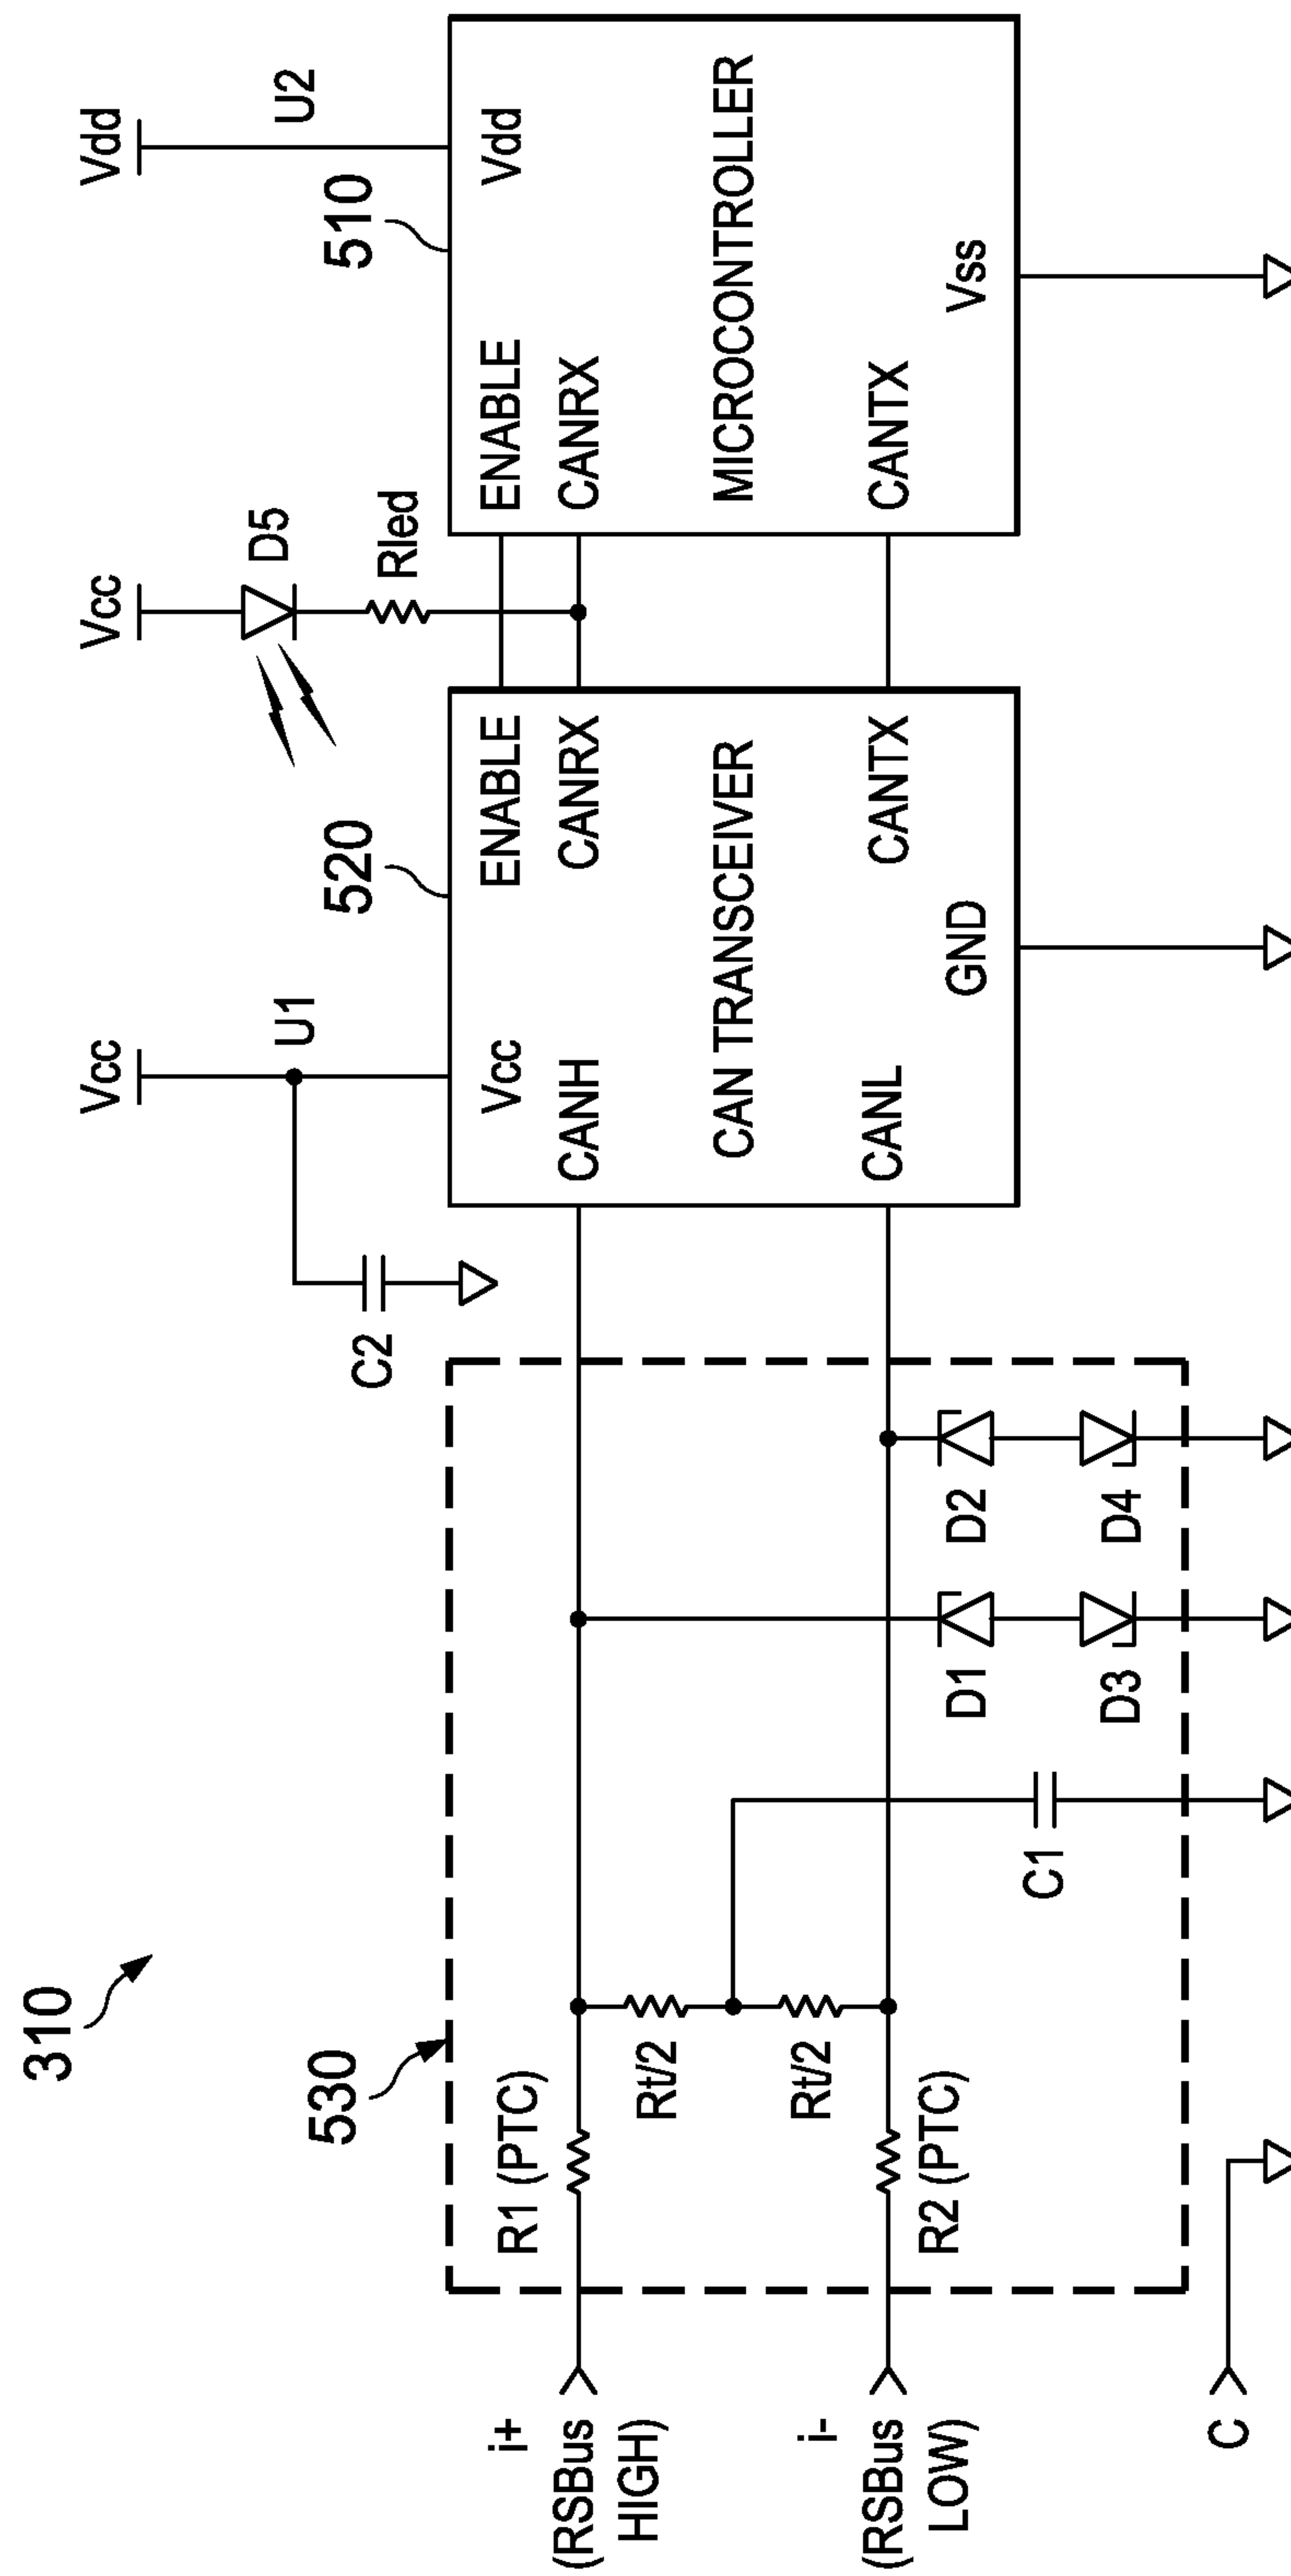 310
530
i+
(RSBus
HIGH)
i-
(RSBus
LOW)
C
R1 (PTC)
Rt/2
Rt/2
R2 (PTC)
C1
D1
D3
D2
D4
C2
Vcc
U1
520
Vcc
CANH
CAN TRANSCEIVER
CANL
GND
ENABLE
CANRX
CANTX
Vcc
D5
Rled
Vdd
U2
510
ENABLE
CANRX
Vdd
MICROCONTROLLER
CANTX
Vss